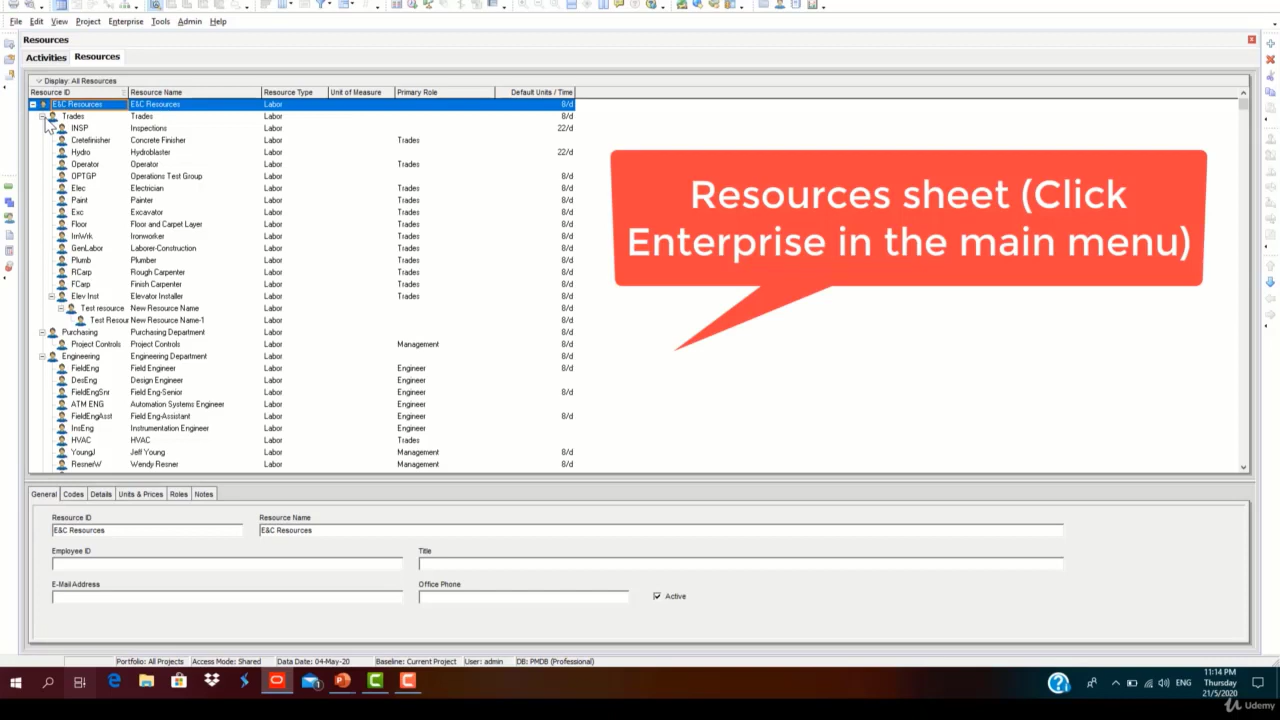 File Edit View Project Enterprise Tools Admin Help
Resources
Activities Resources
Display: All Resources
Resource ID Resource Name Resource Type Unit of Measure Primary Role Default Units / Time
E&C Resources E&C Resources Labor 8/d
Trades Trades Labor 8/d
INSP Inspections Labor 22/d
Cretefinisher Concrete Finisher Labor Trades
Hydro Hydroblaster Labor 22/d
Operator Operator Labor Trades
OPTGP Operations Test Group Labor 8/d
Elec Electrician Labor Trades 8/d
Paint Painter Labor Trades 8/d
Exc Excavator Labor Trades 8/d
Floor Floor and Carpet Layer Labor Trades 8/d
IrnWrk Ironworker Labor Trades 8/d
GenLabor Laborer-Construction Labor Trades 8/d
Plumb Plumber Labor Trades 8/d
RCarp Rough Carpenter Labor Trades 8/d
FCarp Finish Carpenter Labor Trades 8/d
Elev Inst Elevator Installer Labor Trades 8/d
Test resource New Resource Name Labor 8/d
Test Resour New Resource Name-1 Labor 8/d
Purchasing Purchasing Department Labor 8/d
Project Controls Project Controls Labor Management 8/d
Engineering Engineering Department Labor 8/d
FieldEng Field Engineer Labor Engineer 8/d
DesEng Design Engineer Labor Engineer
FieldEngSnr Field Eng-Senior Labor Engineer 8/d
ATM ENG Automation Systems Engineer Labor Engineer
FieldEngAsst Field Eng-Assistant Labor Engineer 8/d
InsEng Instrumentation Engineer Labor Engineer
HVAC HVAC Labor Trades
YoungJ Jeff Young Labor Management 8/d
ResnerW Wendy Resner Labor Management 8/d
Resources sheet (Click
Enterprise in the main menu)
General Codes Details Units & Prices Roles Notes
Resource ID Resource Name
E&C Resources E&C Resources
Employee ID Title
E-Mail Address Office Phone
Active
Portfolio: All Projects Access Mode: Shared Data Date: 04-May-20 Baseline: Current Project User: admin DB: PMDB (Professional)
11:14 PM
ENG Thursday
21/5/2020
Udemy